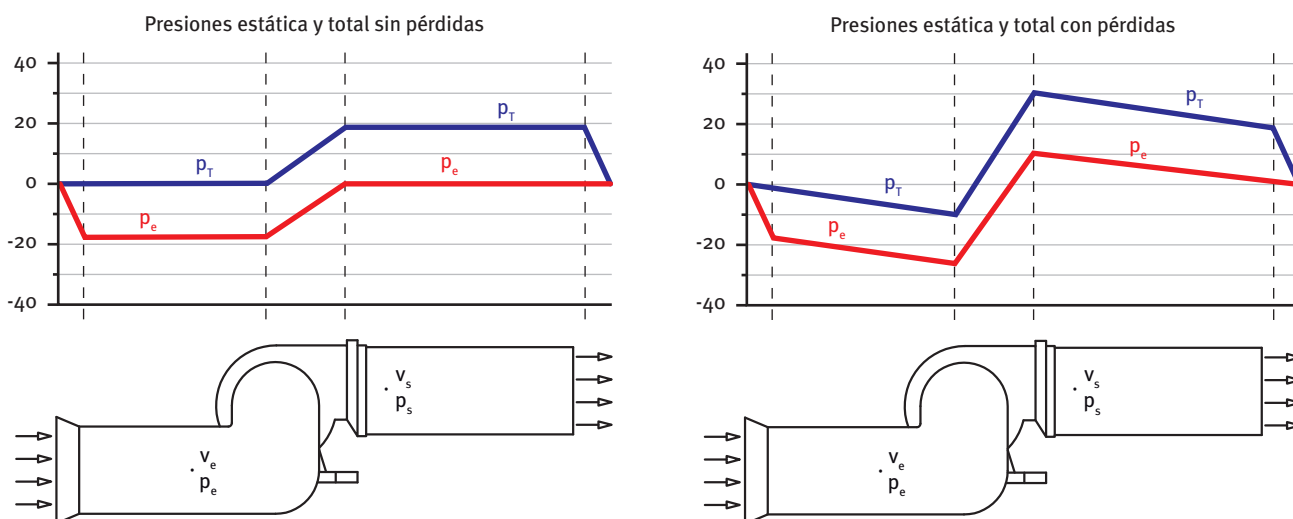 Presiones estática y total sin pérdidas
40
20
0
-20
-40
pT
pT
pe
pe
vs
ps
ve
pe
Presiones estática y total con pérdidas
40
20
0
-20
-40
pT
pT
pe
pe
vs
ps
ve
pe